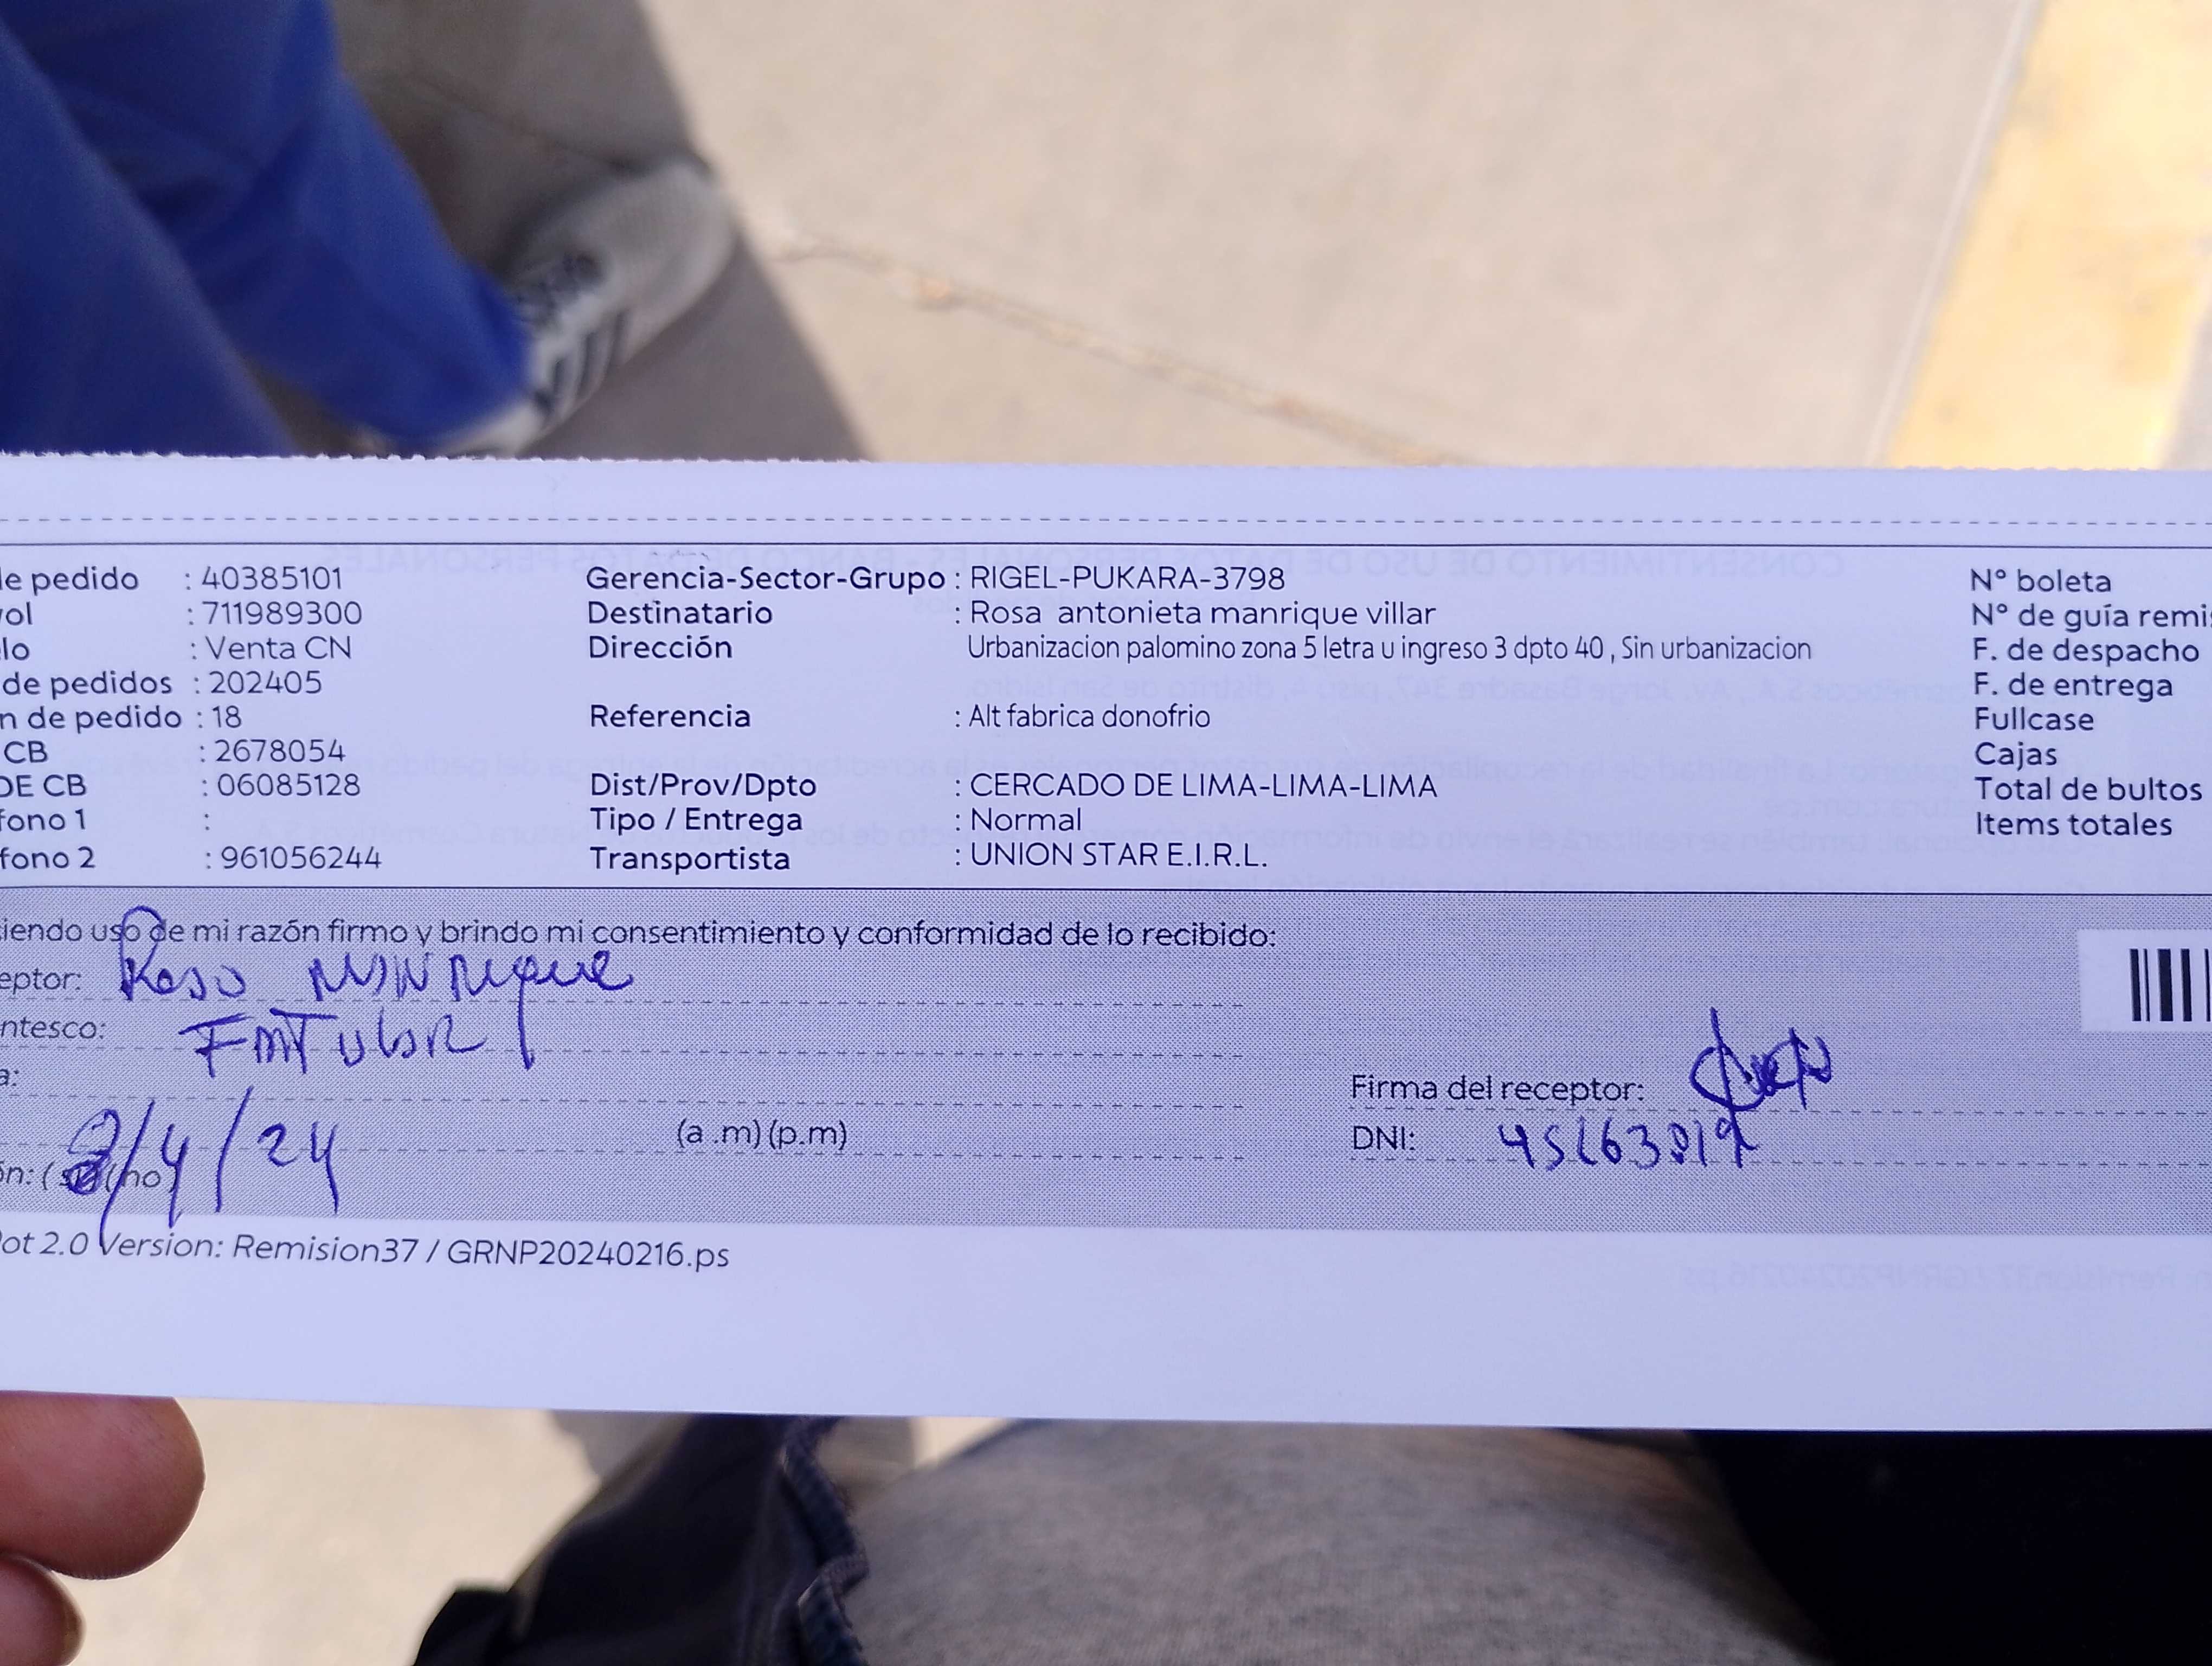 e pedido : 40385101 Gerencia-Sector-Grupo : RIGEL-PUKARA-3798 N° boleta
ol : 711989300 Destinatario : Rosa antonieta manrique villar N° de guía remis
lo : Venta CN Dirección Urbanizacion palomino zona 5 letra u ingreso 3 dpto 40 , Sin urbanizacion F. de despacho
de pedidos : 202405 F. de entrega
n de pedido : 18 Referencia : Alt fabrica donofrio Fullcase
CB : 2678054 Cajas
DE CB : 06085128 Dist/Prov/Dpto : CERCADO DE LIMA-LIMA-LIMA Total de bultos
fono 1 : Tipo / Entrega : Normal Items totales
fono 2 : 961056244 Transportista : UNION STAR E.I.R.L.
iendo uso de mi razón firmo y brindo mi consentimiento y conformidad de lo recibido:
eptor: Rosa Manrique
ntesco:
a: Firma del receptor:
/4/24 (a .m) (p.m) DNI:
ón: ( (no
ot 2.0 Version: Remision37 / GRNP20240216.ps